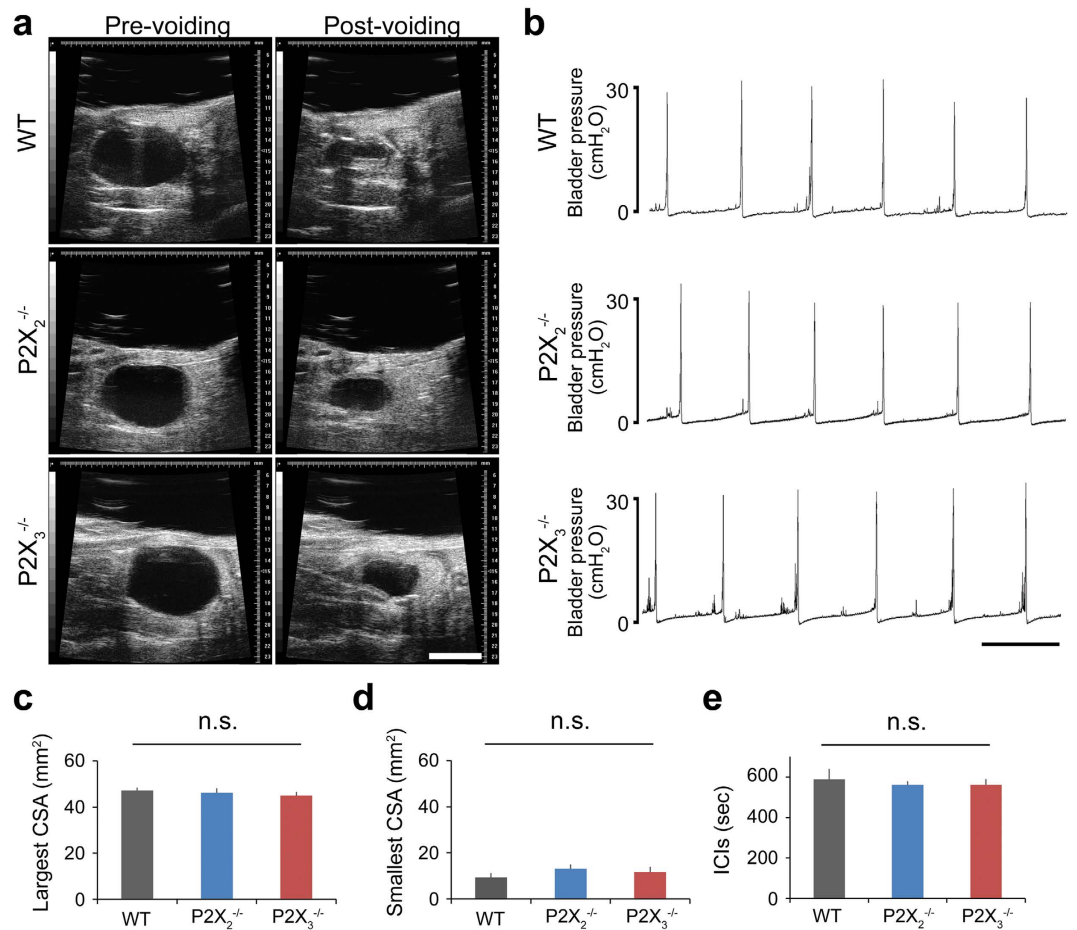 a
Pre-voiding
Post-voiding
WT
P2X₂⁻/⁻
P2X₃⁻/⁻
b
WT
Bladder pressure
(cmH₂O)
30
0
P2X₂⁻/⁻
Bladder pressure
(cmH₂O)
30
0
P2X₃⁻/⁻
Bladder pressure
(cmH₂O)
30
0
c
n.s.
Largest CSA (mm²)
60
40
20
0
WT
P2X₂⁻/⁻
P2X₃⁻/⁻
d
n.s.
Smallest CSA (mm²)
60
40
20
0
WT
P2X₂⁻/⁻
P2X₃⁻/⁻
e
n.s.
ICIs (sec)
600
400
200
0
WT
P2X₂⁻/⁻
P2X₃⁻/⁻